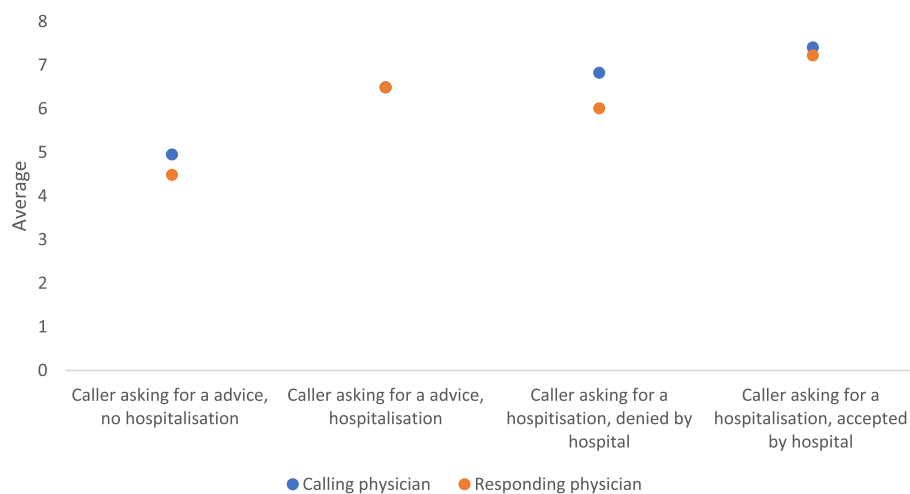 8
7
6
5
4
3
2
1
0
Average
Caller asking for a advice,
no hospitalisation
Caller asking for a advice,
hospitalisation
Caller asking for a
hospitisation, denied by
hospital
Caller asking for a
hospitalisation, accepted
by hospital
Calling physician
Responding physician